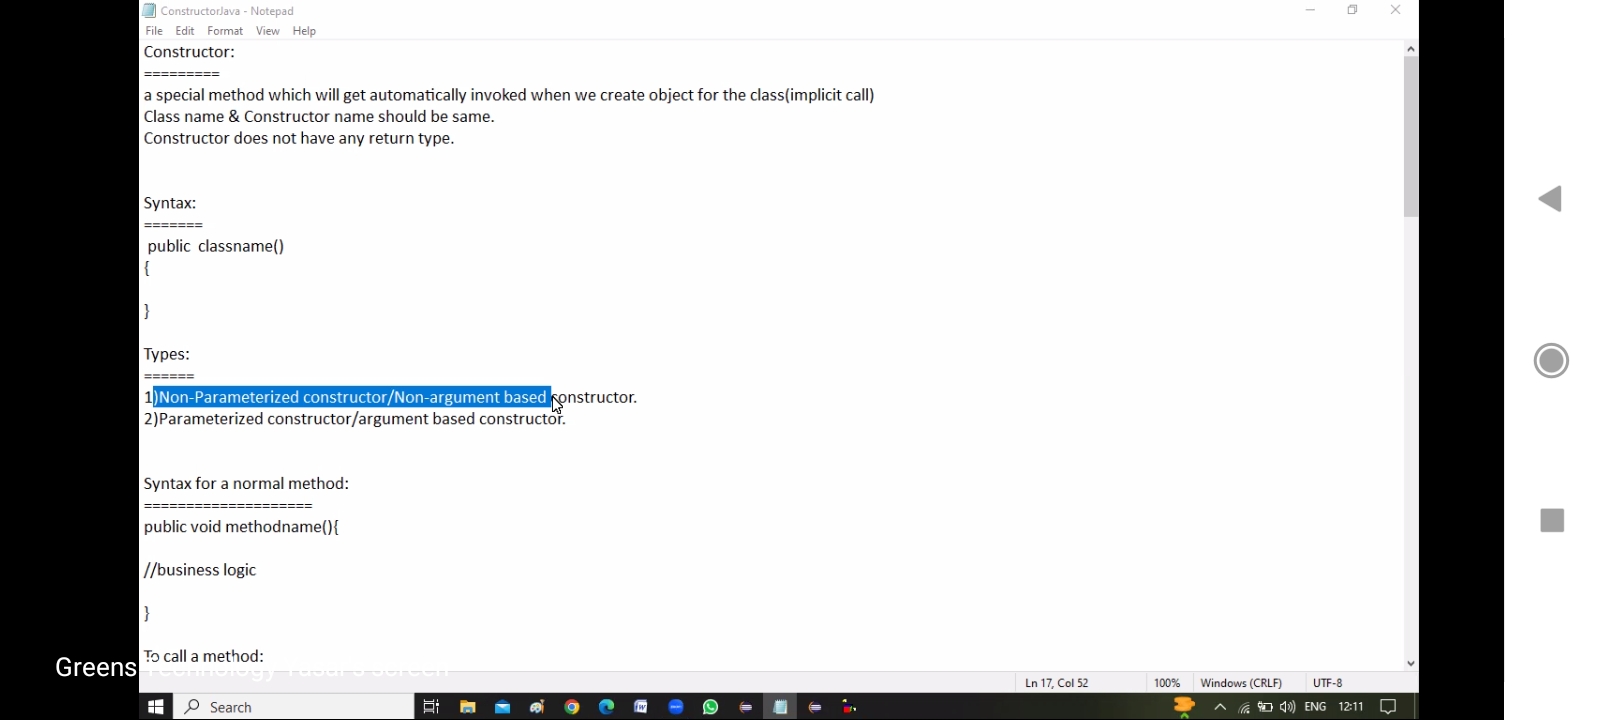 ConstructorJava - Notepad
File Edit Format View Help
Constructor:
=========
a special method which will get automatically invoked when we create object for the class(implicit call)
Class name & Constructor name should be same.
Constructor does not have any return type.
Syntax:
=======
public classname()
{
}
Types:
======
1)Non-Parameterized constructor/Non-argument based constructor.
2)Parameterized constructor/argument based constructor.
Syntax for a normal method:
====================
public void methodname(){
//business logic
}
To call a method:
Greens Technology Yasar's screen
Ln 17, Col 52 100% Windows (CRLF) UTF-8
Search ENG 12:11